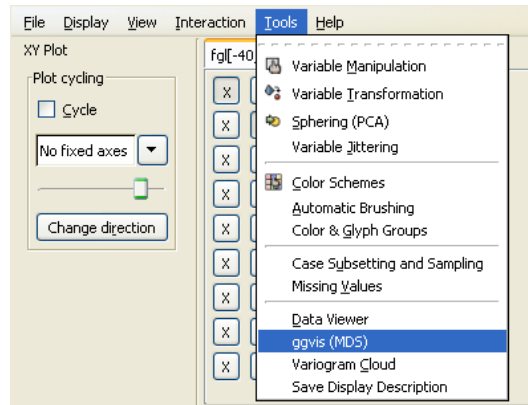 File Display View Interaction Tools Help
XY Plot
Plot cycling
Cycle
No fixed axes
Change direction
fgl[-40,
X
X
X
X
X
X
X
X
X
Variable Manipulation
Variable Transformation
Sphering (PCA)
Variable Jittering
Color Schemes
Automatic Brushing
Color & Glyph Groups
Case Subsetting and Sampling
Missing Values
Data Viewer
ggvis (MDS)
Variogram Cloud
Save Display Description